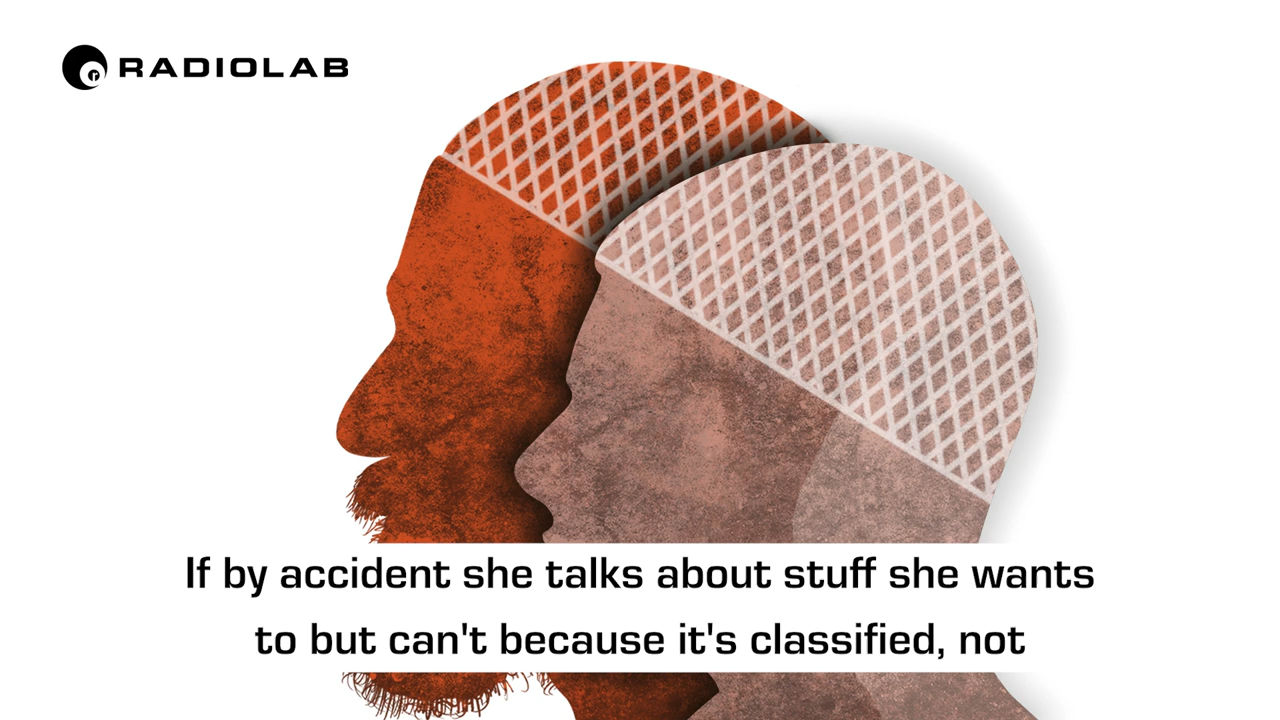 RADIOLAB
If by accident she talks about stuff she wants
to but can't because it's classified, not